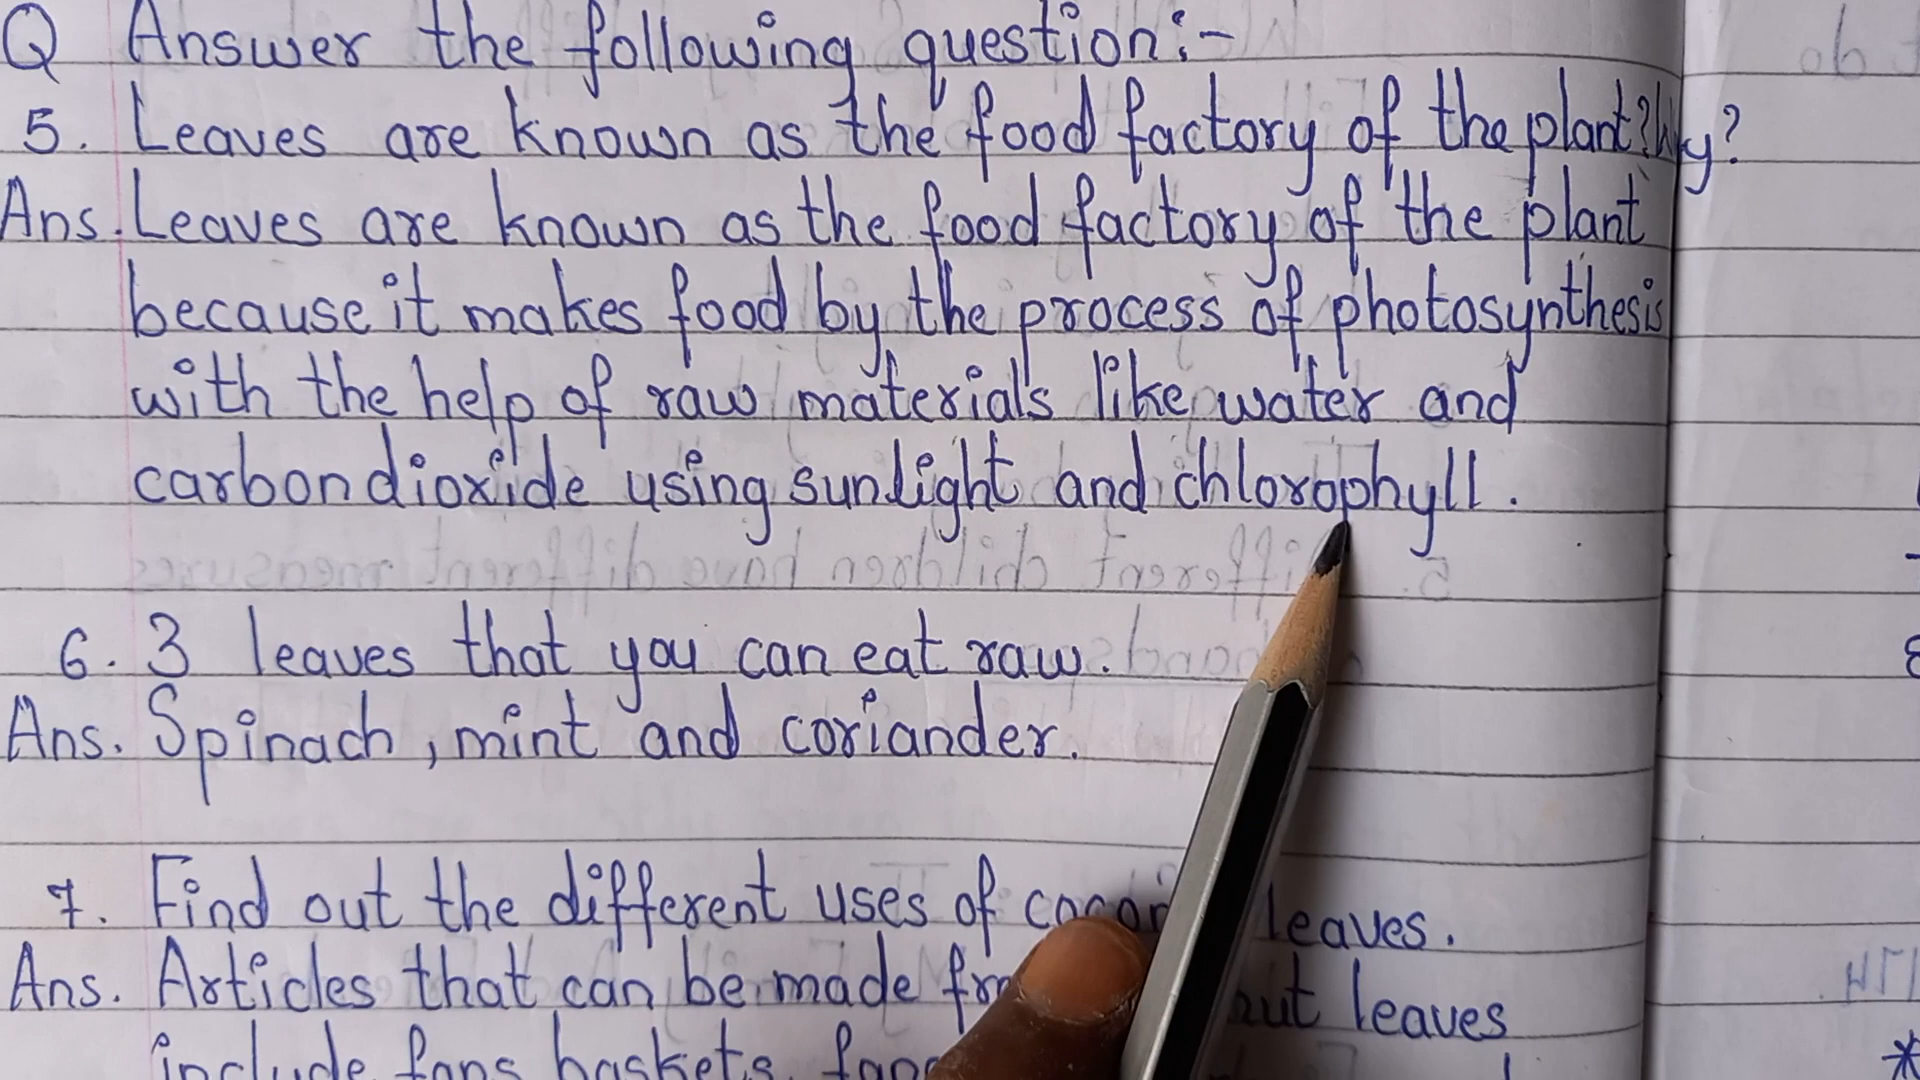 Q Answer the following question:-
5. Leaves are known as the food factory of the plant? Why?
Ans. Leaves are known as the food factory of the plant
because it makes food by the process of photosynthesis
with the help of raw materials like water and
carbondioxide using sunlight and chlorophyll.
6. 3 leaves that you can eat raw.
Ans. Spinach, mint and coriander.
7. Find out the different uses of leaves.
Ans. Articles that can be made leaves
include fans, baskets,